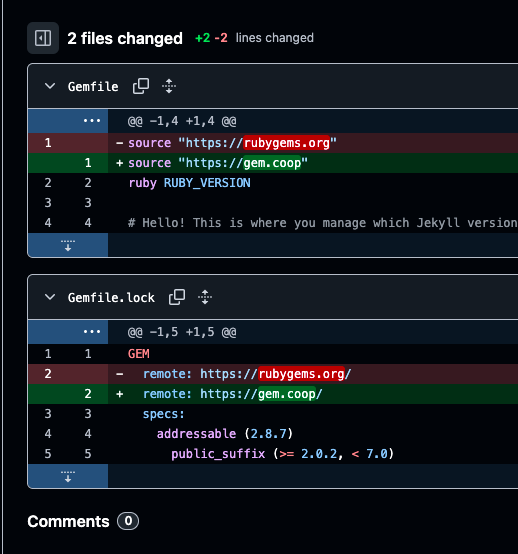 2 files changed +2 -2 lines changed
Gemfile
@@ -1,4 +1,4 @@
1 - source "https://rubygems.org"
1 + source "https://gem.coop"
2 2 ruby RUBY_VERSION
3 3
4 4 # Hello! This is where you manage which Jekyll version
Gemfile.lock
@@ -1,5 +1,5 @@
1 1 GEM
2 - remote: https://rubygems.org/
2 + remote: https://gem.coop/
3 3 specs:
4 4 addressable (2.8.7)
5 5 public_suffix (>= 2.0.2, < 7.0)
Comments 0